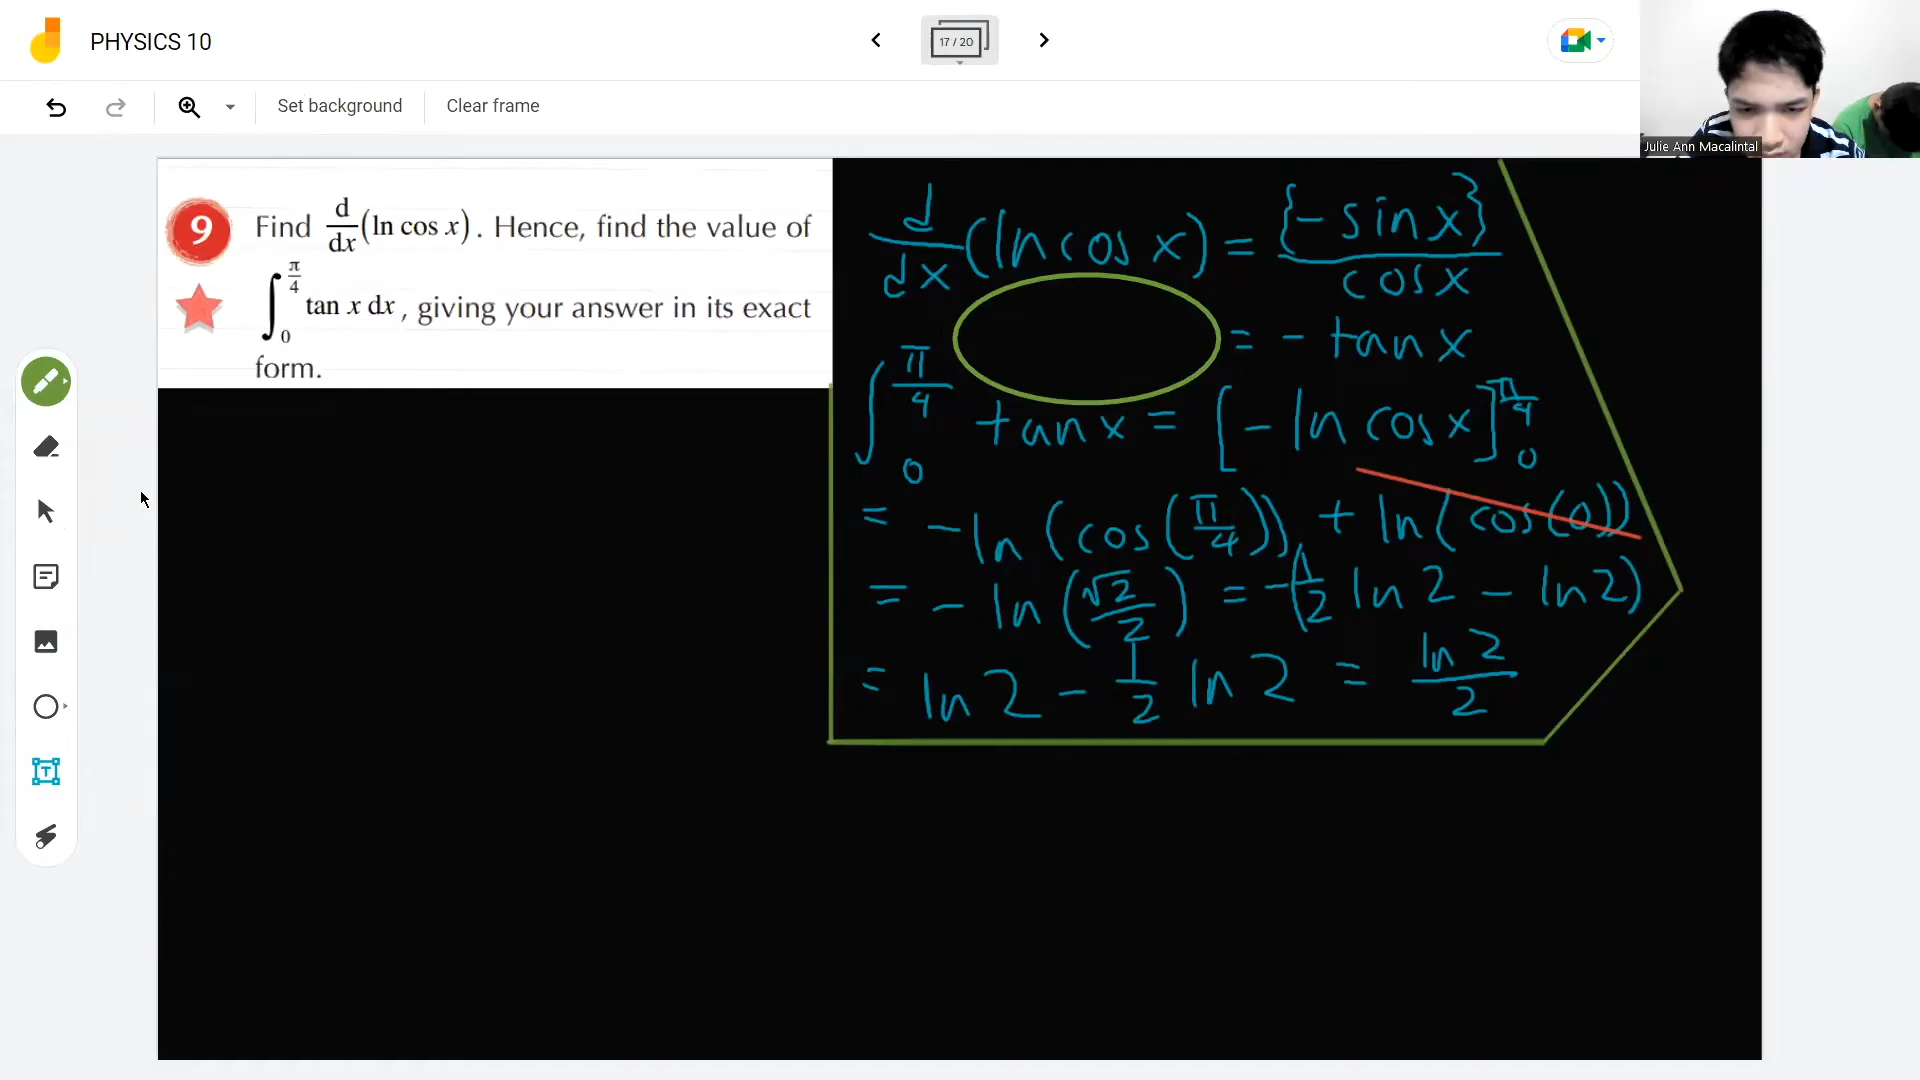 PHYSICS 10
17 / 20
Set background
Clear frame
Julie Ann Macalintal
9 Find d/dx (ln cos x). Hence, find the value of
∫₀^(π/4) tan x dx, giving your answer in its exact
form.
d/dx (ln cos x) = {-sin x}/cos x
= - tan x
∫₀^(π/4) tan x = [- ln cos x]₀^(π/4)
= -ln (cos (π/4)) + ln (cos(0))
= - ln (√2/2) = -(1/2 ln 2 - ln 2)
= ln 2 - 1/2 ln 2 = ln 2/2